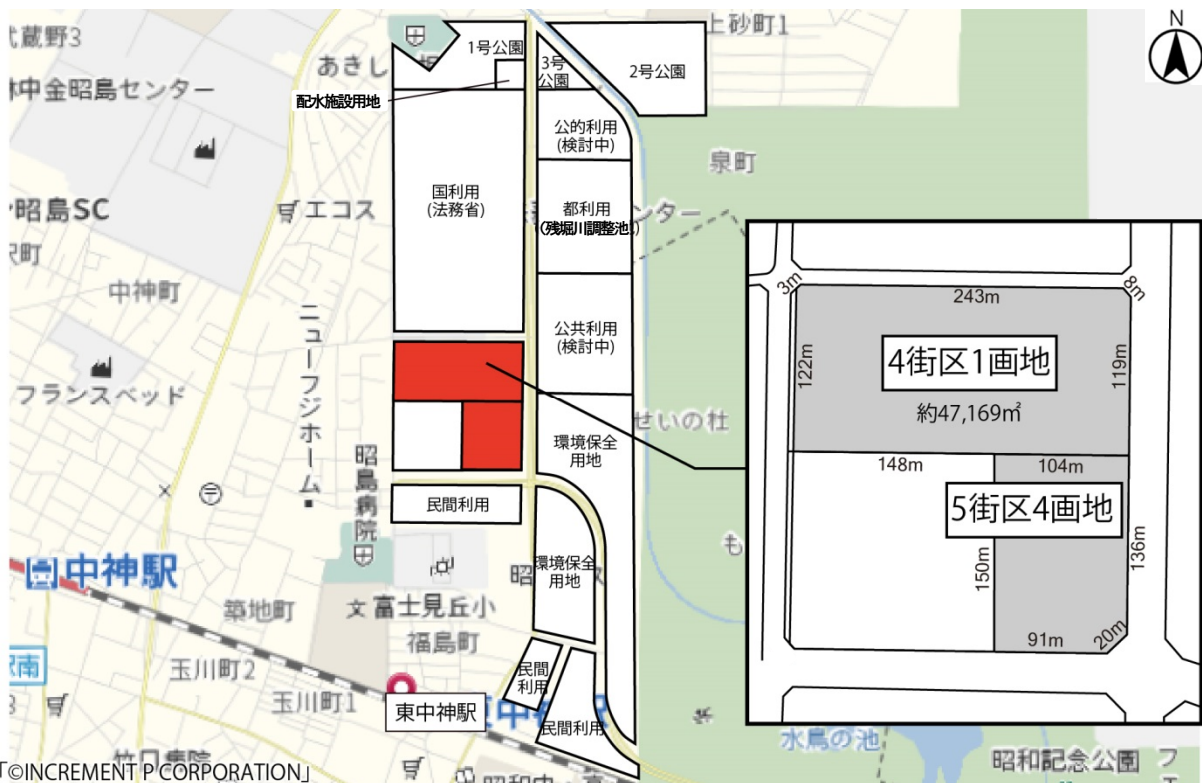 武蔵野3
上砂町1
N
1号公園
3号
公園
2号公園
あきし
林中金昭島センター
配水施設用地
公的利用
(検討中)
泉町
国利用
(法務省)
昭島SC
エコス
都利用
(残堀川調整池)
ンター
中神町
ニューフジホーム
公共利用
(検討中)
フランスベッド
せいの杜
環境保全
用地
昭島病院
民間利用
も
中神駅
環境保全
用地
昭
築地町
文 富士見丘小
福島町
玉川町2
民間
利用
玉川町1
東中神駅
民間利用
水鳥の池
昭和記念公園
フ
©INCREMENT P CORPORATION」
3m
243m
8m
122m
4街区1画地
119m
約47,169㎡
148m
104m
5街区4画地
150m
136m
91m
20m